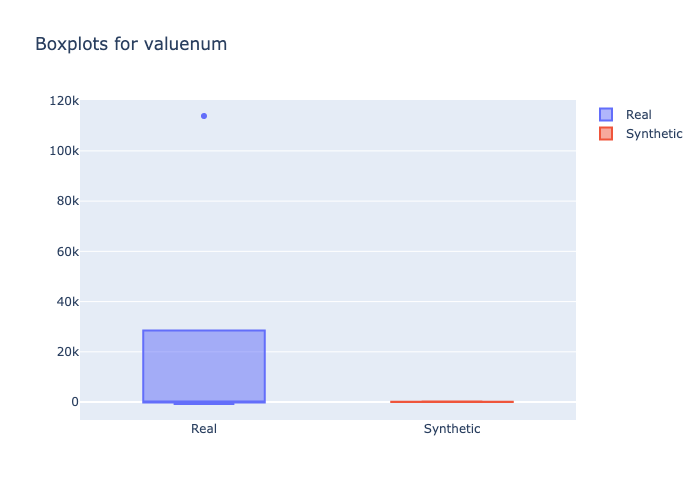 Boxplots for valuenum
120k
100k
80k
60k
40k
20k
0
Real
Synthetic
Real
Synthetic